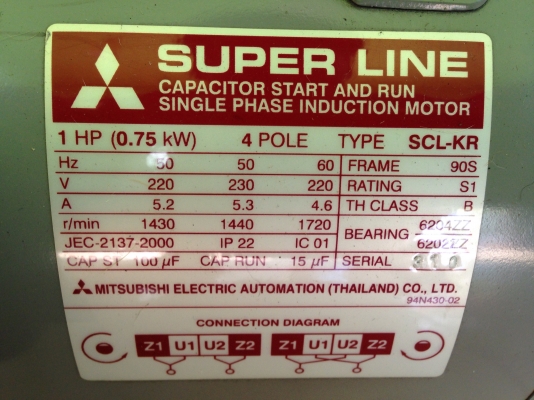 SUPER LINE
CAPACITOR START AND RUN
SINGLE PHASE INDUCTION MOTOR
1 HP (0.75 kW) 4 POLE TYPE SCL-KR
Hz 50 50 60 FRAME 90S
V 220 230 220 RATING S1
A 5.2 5.3 4.6 TH CLASS B
r/min 1430 1440 1720 BEARING 6204ZZ
JEC-2137-2000 IP 22 IC 01 6202ZZ
CAP ST 100 µF CAP RUN 15 µF SERIAL
MITSUBISHI ELECTRIC AUTOMATION (THAILAND) CO., LTD.
94N430-02
CONNECTION DIAGRAM
Z1 U1 U2 Z2 Z1 U1 U2 Z2